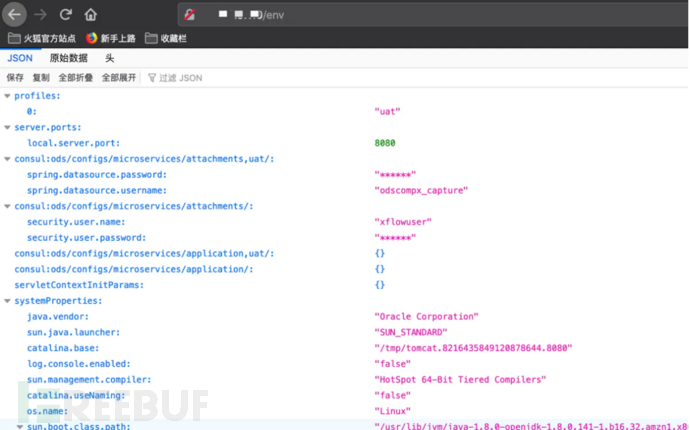 /env
火狐官方站点 新手上路 收藏栏
JSON 原始数据 头
保存 复制 全部折叠 全部展开 过滤 JSON
profiles:
0: "uat"
server.ports:
local.server.port: 8080
consul:ods/configs/microservices/attachments,uat/:
spring.datasource.password: "******"
spring.datasource.username: "odscompx_capture"
consul:ods/configs/microservices/attachments/:
security.user.name: "xflowuser"
security.user.password: "******"
consul:ods/configs/microservices/application,uat/: {}
consul:ods/configs/microservices/application/: {}
servletContextInitParams: {}
systemProperties:
java.vendor: "Oracle Corporation"
sun.java.launcher: "SUN_STANDARD"
catalina.base: "/tmp/tomcat.8216435849120878644.8080"
log.console.enabled: "false"
sun.management.compiler: "HotSpot 64-Bit Tiered Compilers"
catalina.useNaming: "false"
os.name: "Linux"
sun.boot.class.path: "/usr/lib/jvm/java-1.8.0-openjdk-1.8.0.141-1.b16.32.amzn1.x8
FREEBUF